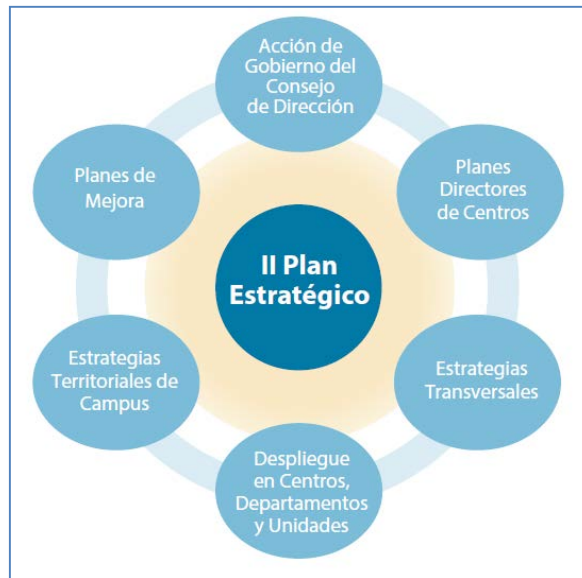 Acción de
Gobierno del
Consejo
de Dirección
Planes de
Mejora
Planes
Directores
de Centros
II Plan
Estratégico
Estrategias
Territoriales de
Campus
Estrategias
Transversales
Despliegue
en Centros,
Departamentos
y Unidades